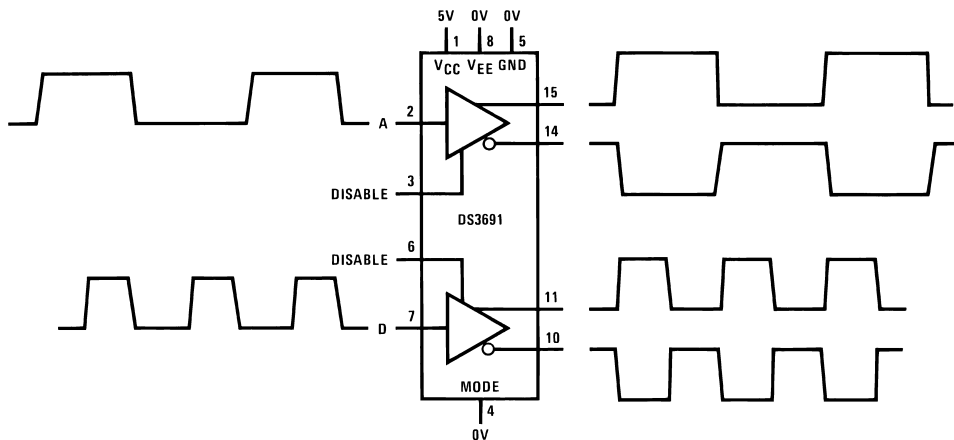 5V 0V 0V
1 8 5
VCC VEE GND
15
2
A
14
3
DISABLE
DS3691
6
DISABLE
11
7
D
10
MODE
4
0V